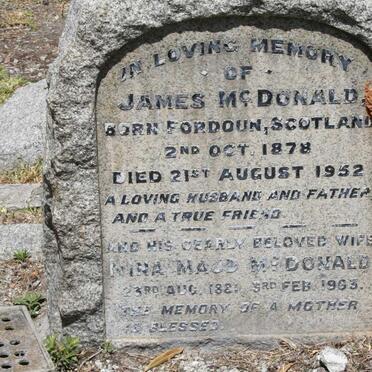 IN LOVING MEMORY
OF
JAMES McDONALD.
BORN FORDOUN, SCOTLAND
2ND OCT. 1878
DIED 21ST AUGUST 1952
A LOVING HUSBAND AND FATHER
AND A TRUE FRIEND.
AND HIS DEARLY BELOVED WIFE
NINA MAUD McDONALD
23RD AUG. 1881 3RD FEB. 1963.
THE MEMORY OF A MOTHER
IS BLESSED.